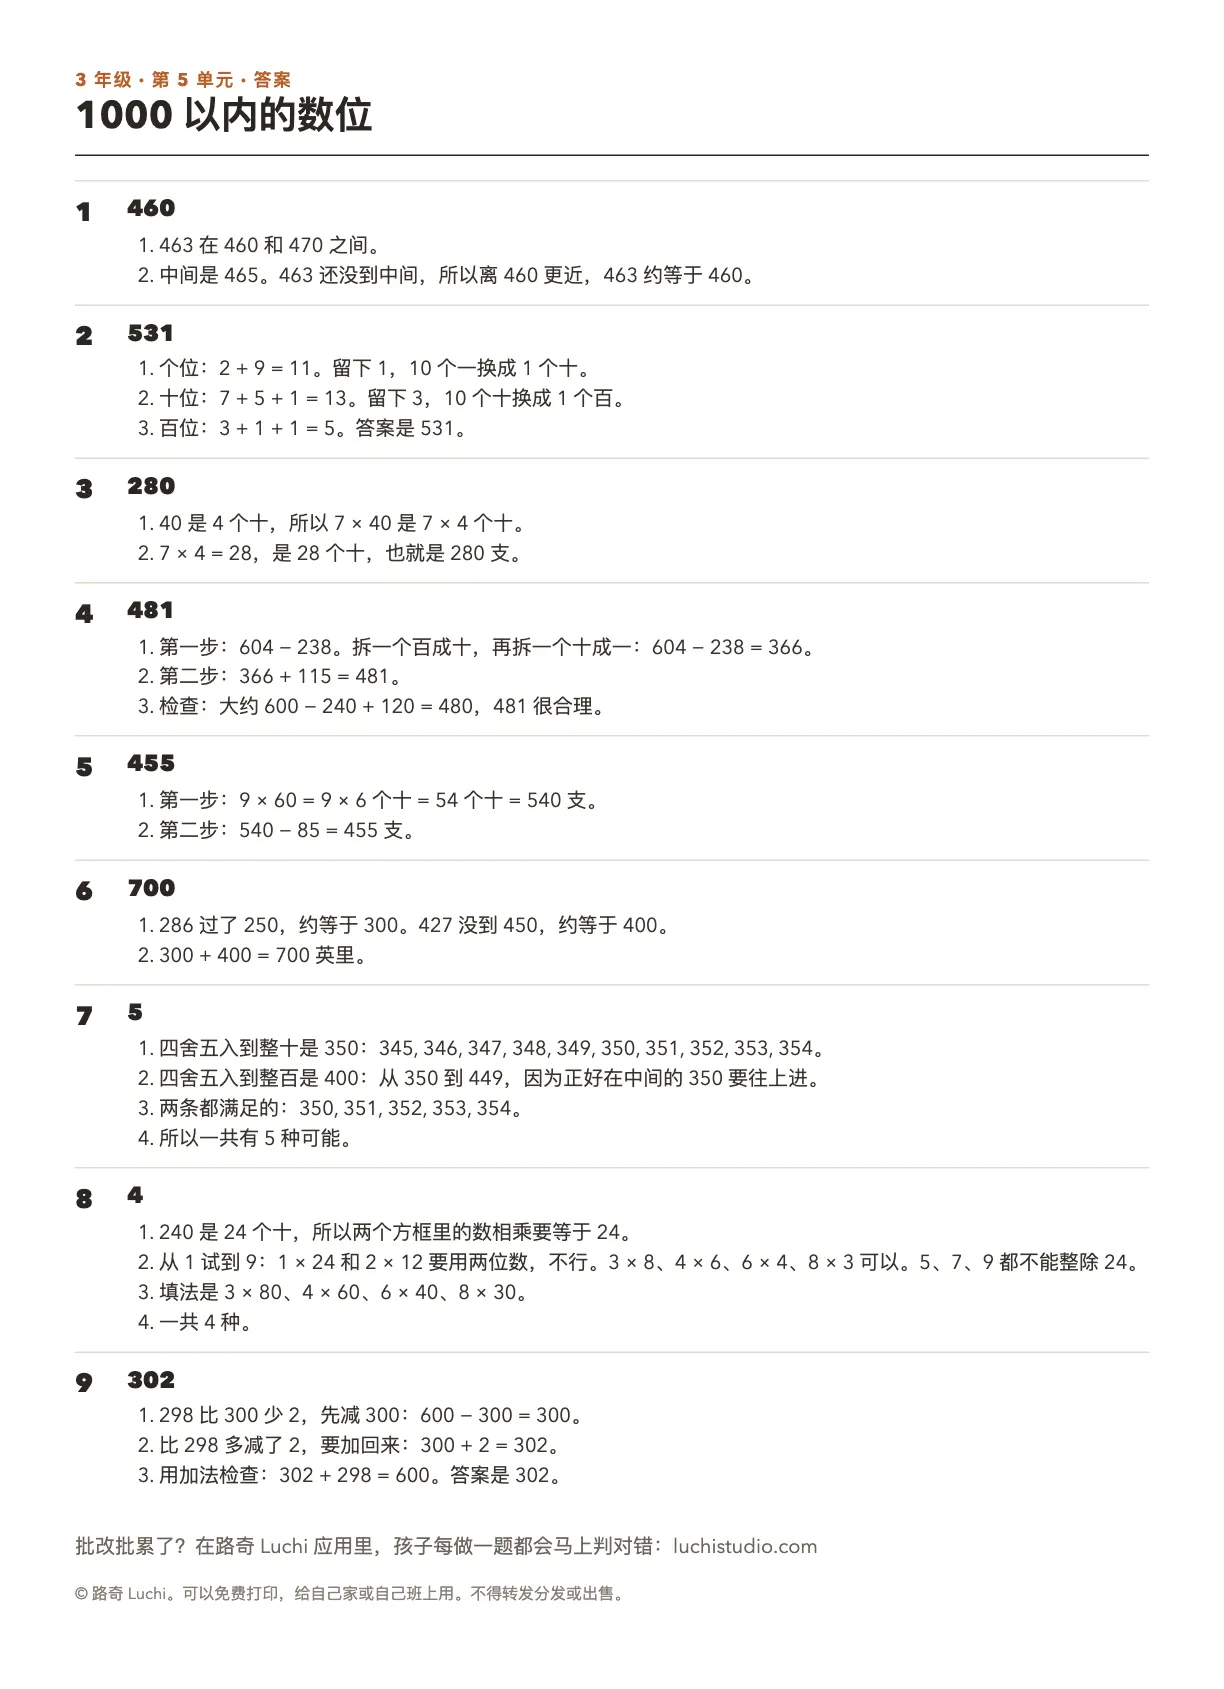 3 年级 · 第 5 单元 · 答案
1000 以内的数位
1 460
1. 463 在 460 和 470 之间。
2. 中间是 465。463 还没到中间，所以离 460 更近，463 约等于 460。
2 531
1. 个位：2 + 9 = 11。留下 1，10 个一换成 1 个十。
2. 十位：7 + 5 + 1 = 13。留下 3，10 个十换成 1 个百。
3. 百位：3 + 1 + 1 = 5。答案是 531。
3 280
1. 40 是 4 个十，所以 7 × 40 是 7 × 4 个十。
2. 7 × 4 = 28，是 28 个十，也就是 280 支。
4 481
1. 第一步：604 − 238。拆一个百成十，再拆一个十成一：604 − 238 = 366。
2. 第二步：366 + 115 = 481。
3. 检查：大约 600 − 240 + 120 = 480，481 很合理。
5 455
1. 第一步：9 × 60 = 9 × 6 个十 = 54 个十 = 540 支。
2. 第二步：540 − 85 = 455 支。
6 700
1. 286 过了 250，约等于 300。427 没到 450，约等于 400。
2. 300 + 400 = 700 英里。
7 5
1. 四舍五入到整十是 350：345, 346, 347, 348, 349, 350, 351, 352, 353, 354。
2. 四舍五入到整百是 400：从 350 到 449，因为正好在中间的 350 要往上进。
3. 两条都满足的：350, 351, 352, 353, 354。
4. 所以一共有 5 种可能。
8 4
1. 240 是 24 个十，所以两个方框里的数相乘要等于 24。
2. 从 1 试到 9：1 × 24 和 2 × 12 要用两位数，不行。3 × 8、4 × 6、6 × 4、8 × 3 可以。5、7、9 都不能整除 24。
3. 填法是 3 × 80、4 × 60、6 × 40、8 × 30。
4. 一共 4 种。
9 302
1. 298 比 300 少 2，先减 300：600 − 300 = 300。
2. 比 298 多减了 2，要加回来：300 + 2 = 302。
3. 用加法检查：302 + 298 = 600。答案是 302。
批改批累了？在路奇 Luchi 应用里，孩子每做一题都会马上判对错：luchistudio.com
© 路奇 Luchi。可以免费打印，给自己家或自己班上用。不得转发分发或出售。